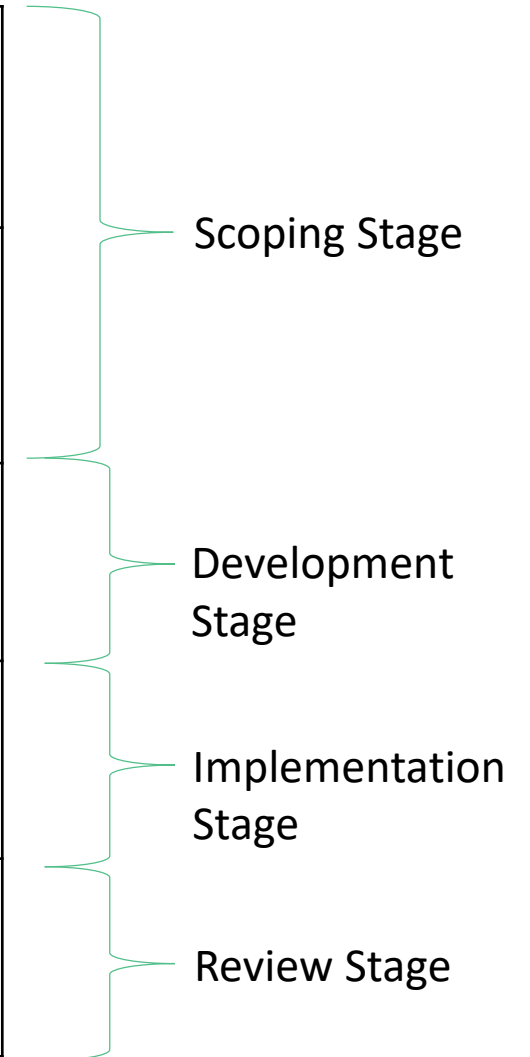 Scoping Stage
Development
Stage
Implementation
Stage
Review Stage